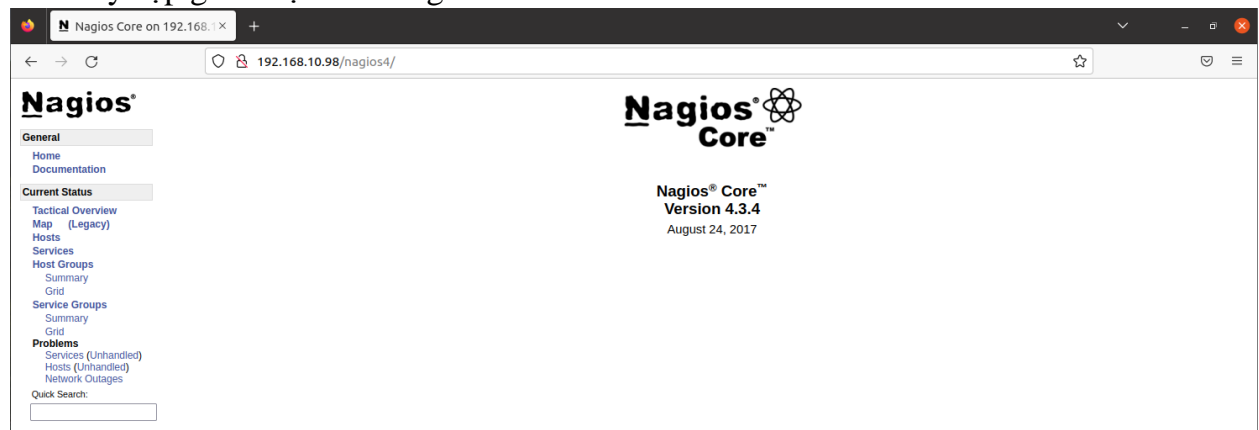 Nagios Core on 192.168.1
192.168.10.98/nagios4/
Nagios®
General
Home
Documentation
Current Status
Tactical Overview
Map (Legacy)
Hosts
Services
Host Groups
Summary
Grid
Service Groups
Summary
Grid
Problems
Services (Unhandled)
Hosts (Unhandled)
Network Outages
Quick Search:
Nagios®
Core™
Nagios® Core™
Version 4.3.4
August 24, 2017